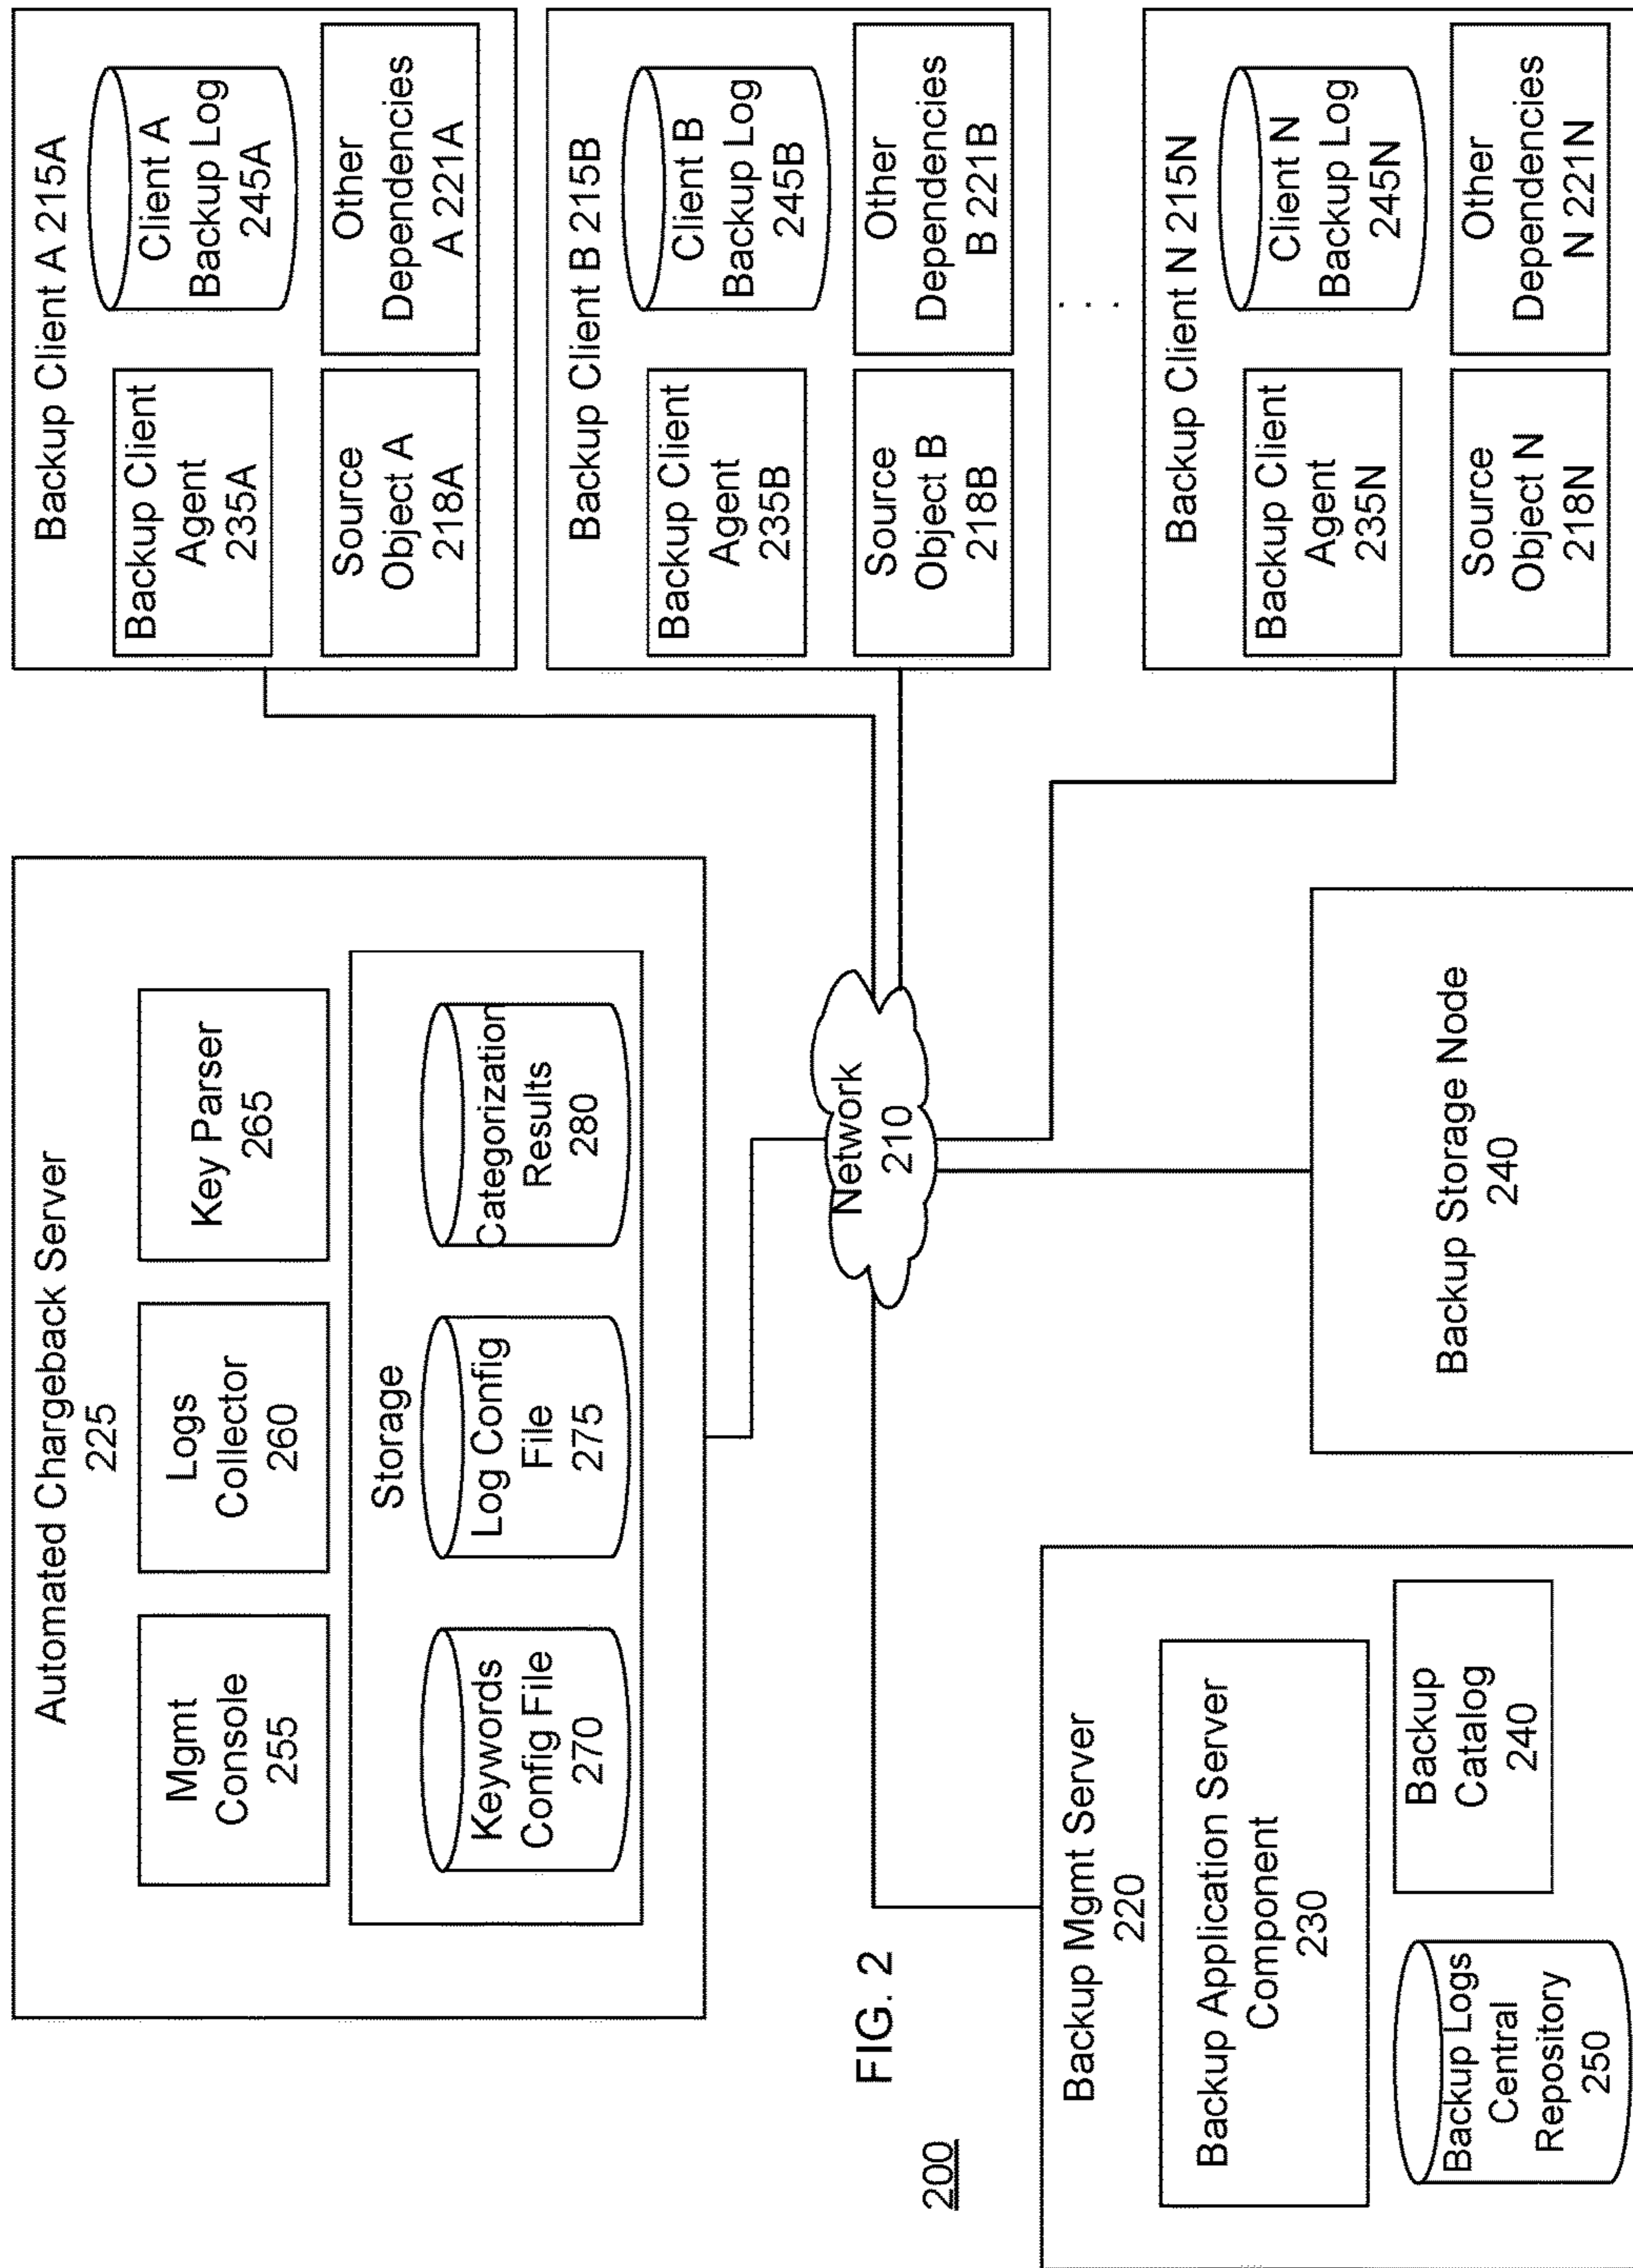 Automated Chargeback Server
225
Mgmt
Console
255
Logs
Collector
260
Key Parser
265
Storage
Keywords
Config File
270
Log Config
File
275
Categorization
Results
280
Backup Client A 215A
Backup Client
Agent
235A
Client A
Backup Log
245A
Source
Object A
218A
Other
Dependencies
A 221A
Backup Client B 215B
Backup Client
Agent
235B
Client B
Backup Log
245B
Source
Object B
218B
Other
Dependencies
B 221B
. . .
Backup Client N 215N
Backup Client
Agent
235N
Client N
Backup Log
245N
Source
Object N
218N
Other
Dependencies
N 221N
Network
210
FIG. 2
200
Backup Mgmt Server
220
Backup Application Server
Component
230
Backup Logs
Central
Repository
250
Backup
Catalog
240
Backup Storage Node
240